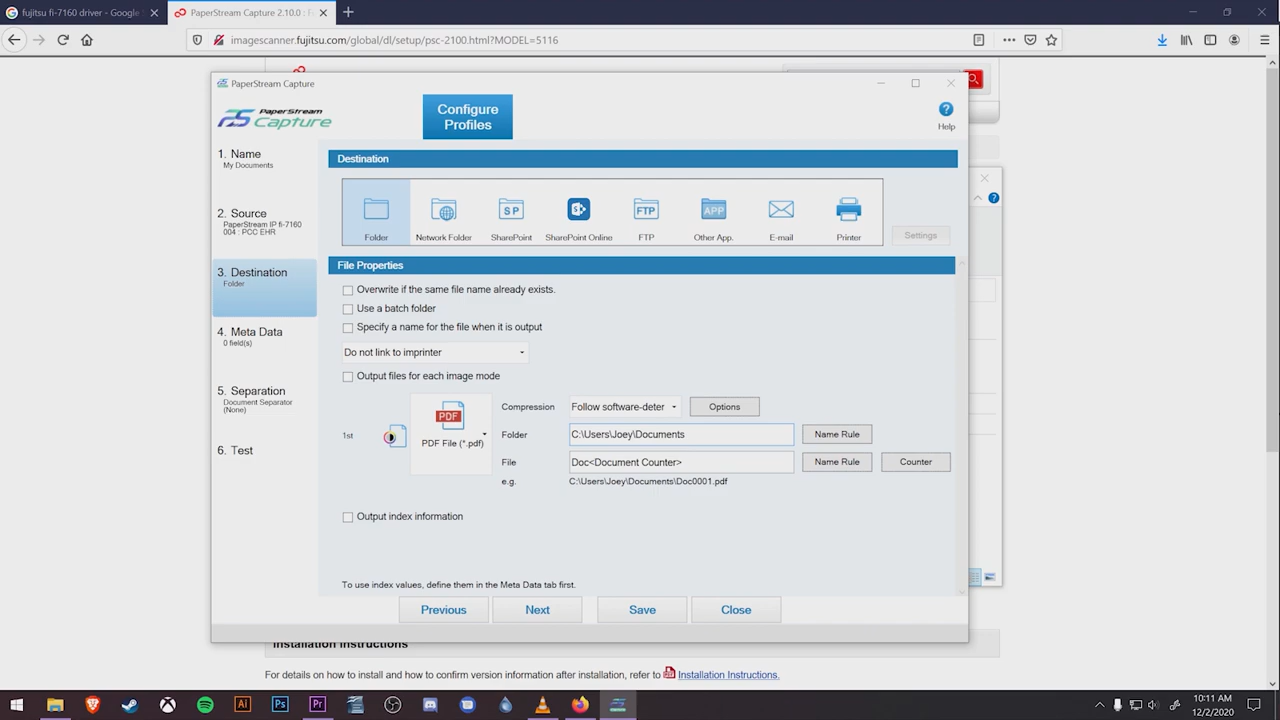 fujitsu fi-7160 driver - Google
PaperStream Capture 2.10.0 : F
imagescanner.fujitsu.com/global/dl/setup/psc-2100.html?MODEL=5116
PaperStream Capture
PaperStream
Capture
Configure
Profiles
Help
1. Name
My Documents
2. Source
PaperStream IP fi-7160
004 : PCC EHR
3. Destination
Folder
4. Meta Data
0 field(s)
5. Separation
Document Separator
(None)
6. Test
Destination
Folder
Network Folder
SP
SharePoint
SharePoint Online
FTP
FTP
APP
Other App.
E-mail
Printer
Settings
File Properties
Overwrite if the same file name already exists.
Use a batch folder
Specify a name for the file when it is output
Do not link to imprinter
Output files for each image mode
1st
PDF
PDF File (*.pdf)
Compression
Follow software-deter
Options
Folder
C:\Users\Joey\Documents
Name Rule
File
Doc<Document Counter>
Name Rule
Counter
e.g.
C:\Users\Joey\Documents\Doc0001.pdf
Output index information
To use index values, define them in the Meta Data tab first.
Previous
Next
Save
Close
Installation Instructions
For details on how to install and how to confirm version information after installation, refer to Installation Instructions.
Ai
Ps
Pr
10:11 AM
12/2/2020